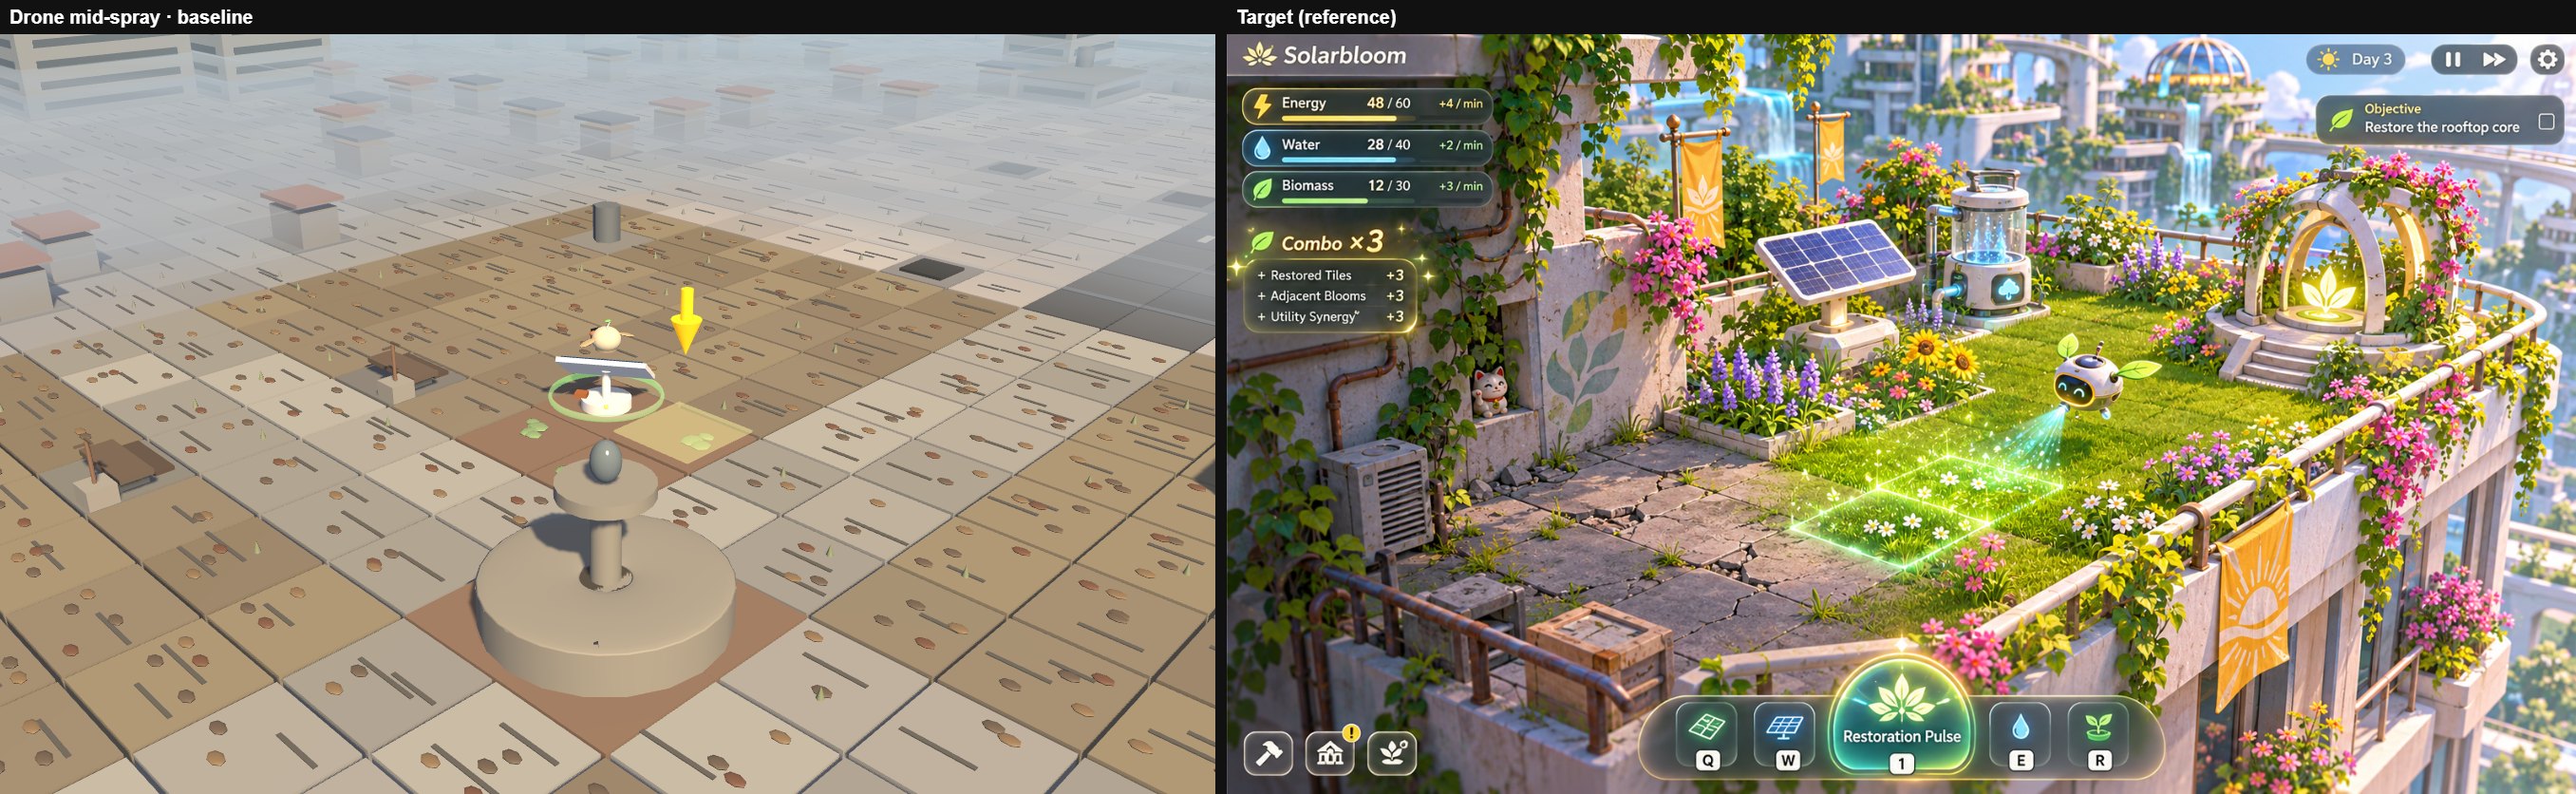 Drone mid-spray · baseline
Target (reference)
Solarbloom
Day 3
Energy 48 / 60 +4 / min
Water 28 / 40 +2 / min
Biomass 12 / 30 +3 / min
Objective
Restore the rooftop core
Combo ×3
+ Restored Tiles +3
+ Adjacent Blooms +3
+ Utility Synergy +3
!
Restoration Pulse
Q W 1 E R